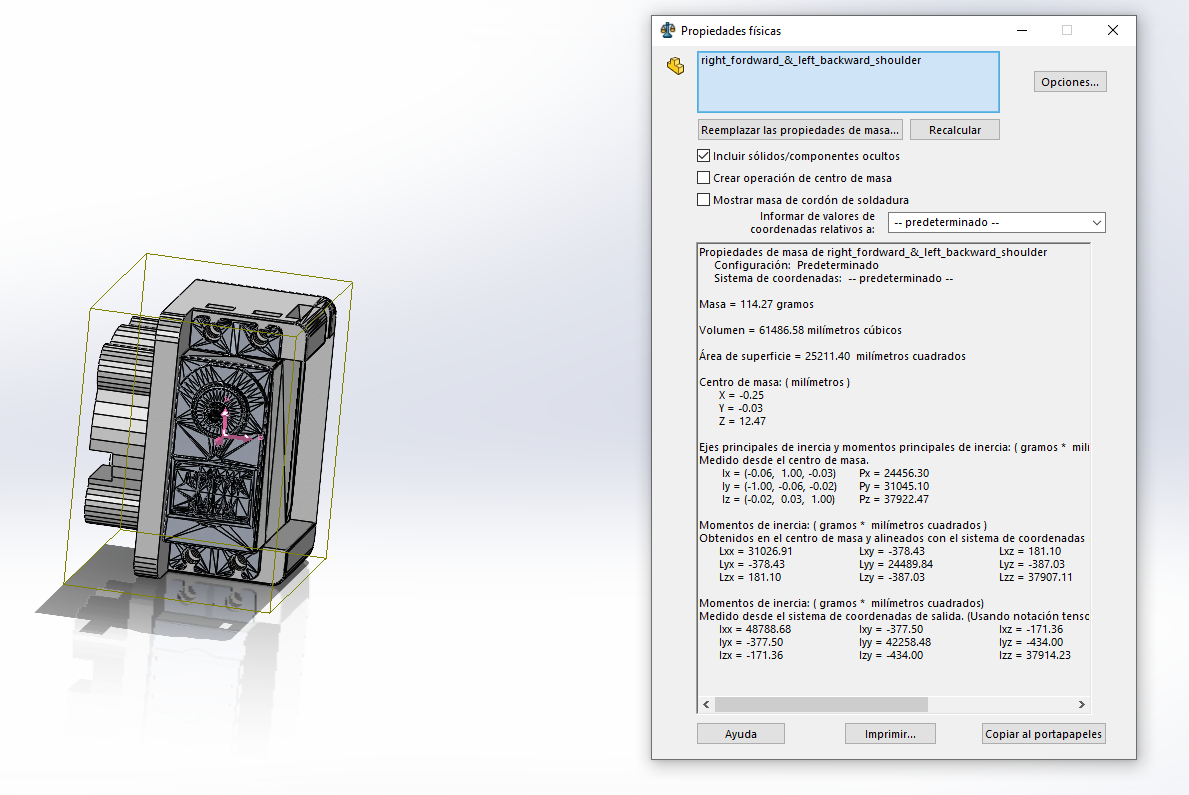 Propiedades físicas
right_fordward_&_left_backward_shoulder
Opciones...
Reemplazar las propiedades de masa...
Recalcular
Incluir sólidos/componentes ocultos
Crear operación de centro de masa
Mostrar masa de cordón de soldadura
Informar de valores de
coordenadas relativos a:
-- predeterminado --
Propiedades de masa de right_fordward_&_left_backward_shoulder
Configuración: Predeterminado
Sistema de coordenadas: -- predeterminado --
Masa = 114.27 gramos
Volumen = 61486.58 milímetros cúbicos
Área de superficie = 25211.40 milímetros cuadrados
Centro de masa: ( milímetros )
X = -0.25
Y = -0.03
Z = 12.47
Ejes principales de inercia y momentos principales de inercia: ( gramos * milí
Medido desde el centro de masa.
Ix = (-0.06, 1.00, -0.03) Px = 24456.30
Iy = (-1.00, -0.06, -0.02) Py = 31045.10
Iz = (-0.02, 0.03, 1.00) Pz = 37922.47
Momentos de inercia: ( gramos * milímetros cuadrados )
Obtenidos en el centro de masa y alineados con el sistema de coordenadas
Lxx = 31026.91 Lxy = -378.43 Lxz = 181.10
Lyx = -378.43 Lyy = 24489.84 Lyz = -387.03
Lzx = 181.10 Lzy = -387.03 Lzz = 37907.11
Momentos de inercia: ( gramos * milímetros cuadrados)
Medido desde el sistema de coordenadas de salida. (Usando notación tenso
Ixx = 48788.68 Ixy = -377.50 Ixz = -171.36
Iyx = -377.50 Iyy = 42258.48 Iyz = -434.00
Izx = -171.36 Izy = -434.00 Izz = 37914.23
Ayuda
Imprimir...
Copiar al portapapeles